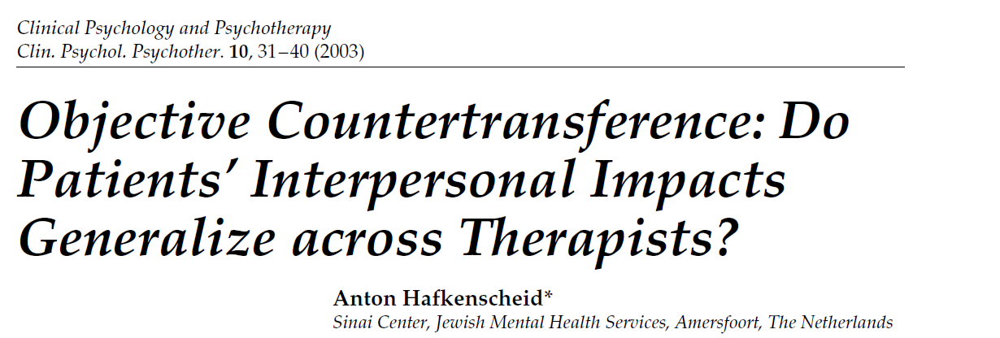 Clinical Psychology and Psychotherapy
Clin. Psychol. Psychother. 10, 31–40 (2003)
Objective Countertransference: Do
Patients’ Interpersonal Impacts
Generalize across Therapists?
Anton Hafkenscheid*
Sinai Center, Jewish Mental Health Services, Amersfoort, The Netherlands